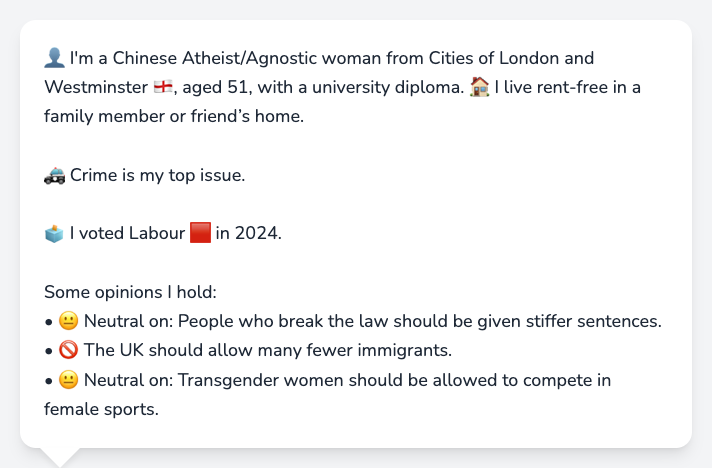 👤 I'm a Chinese Atheist/Agnostic woman from Cities of London and
Westminster 🏴󠁧󠁢󠁥󠁮󠁧󠁿, aged 51, with a university diploma. 🏠 I live rent-free in a
family member or friend’s home.
🚓 Crime is my top issue.
🗳️ I voted Labour 🟥 in 2024.
Some opinions I hold:
• 😐 Neutral on: People who break the law should be given stiffer sentences.
• 🚫 The UK should allow many fewer immigrants.
• 😐 Neutral on: Transgender women should be allowed to compete in
female sports.